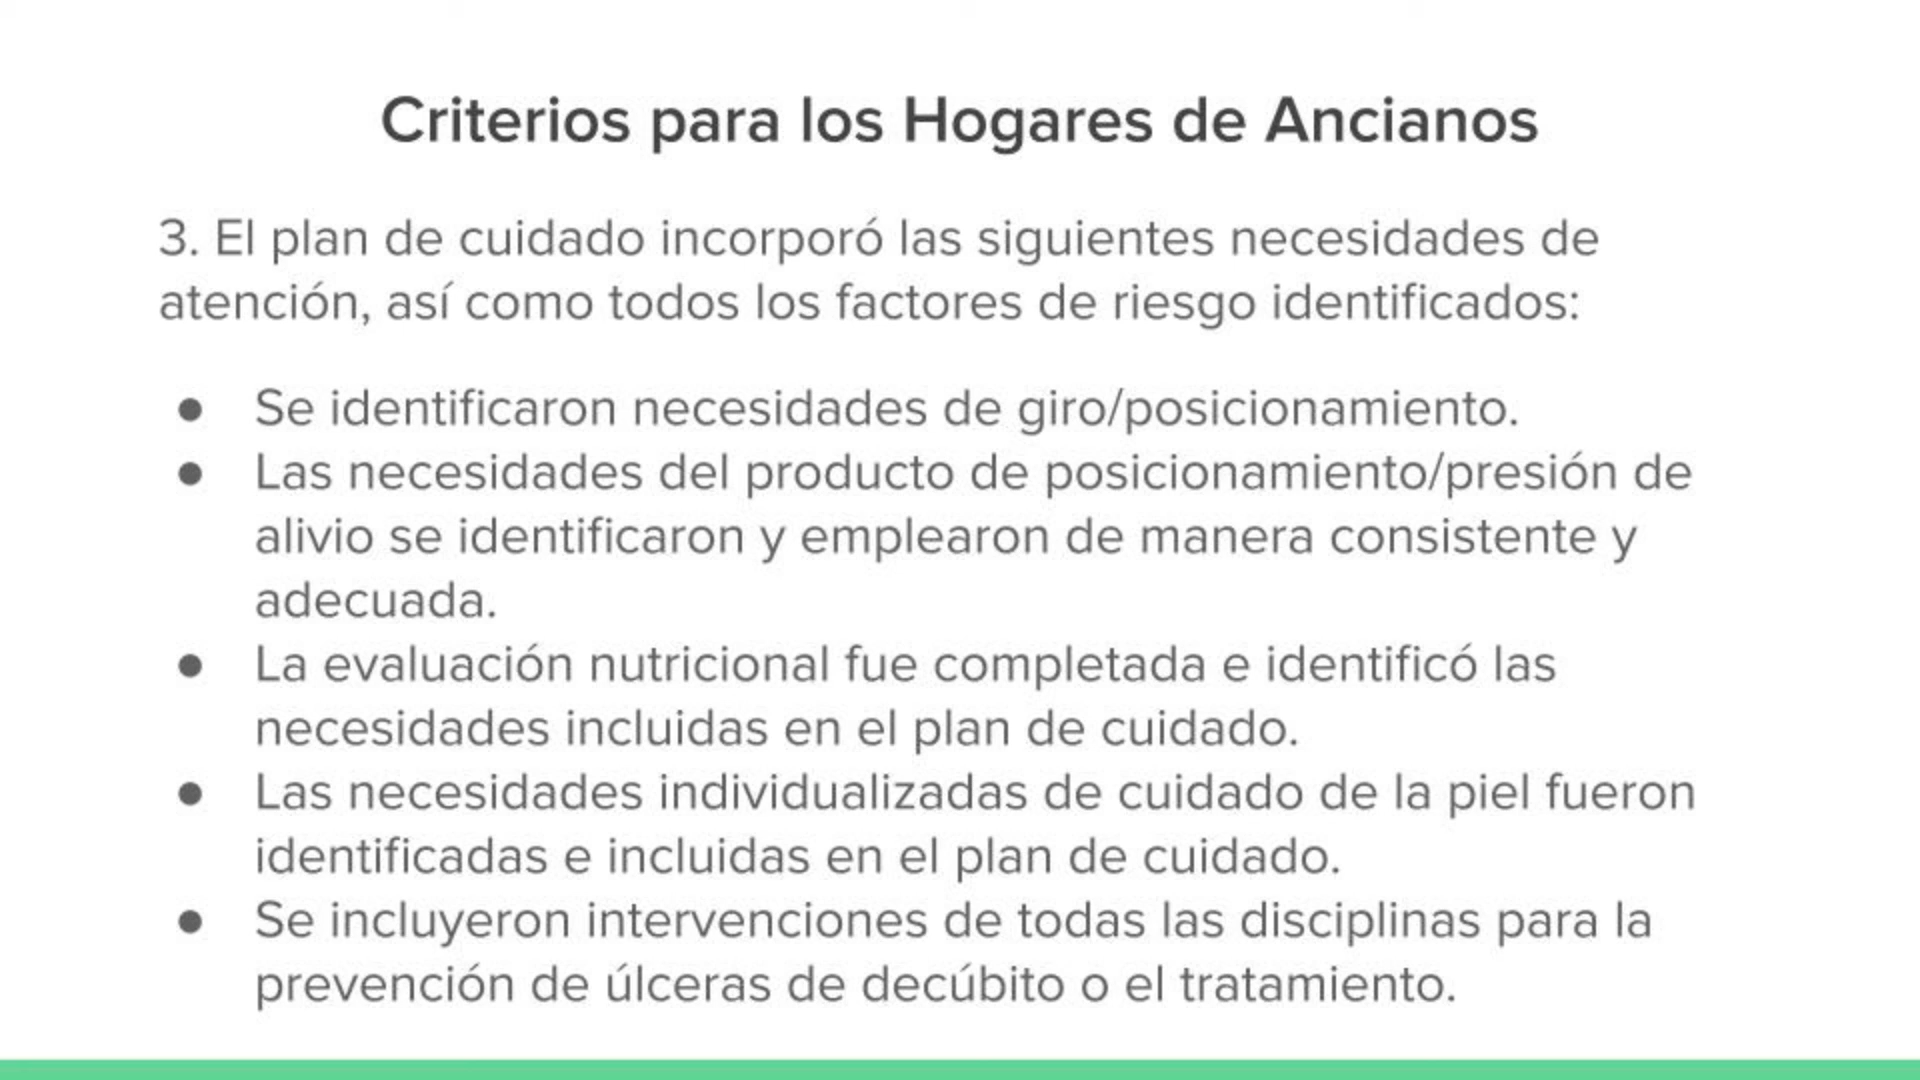 Criterios para los Hogares de Ancianos
3. El plan de cuidado incorporó las siguientes necesidades de
atención, así como todos los factores de riesgo identificados:
● Se identificaron necesidades de giro/posicionamiento.
● Las necesidades del producto de posicionamiento/presión de
alivio se identificaron y emplearon de manera consistente y
adecuada.
● La evaluación nutricional fue completada e identificó las
necesidades incluidas en el plan de cuidado.
● Las necesidades individualizadas de cuidado de la piel fueron
identificadas e incluidas en el plan de cuidado.
● Se incluyeron intervenciones de todas las disciplinas para la
prevención de úlceras de decúbito o el tratamiento.